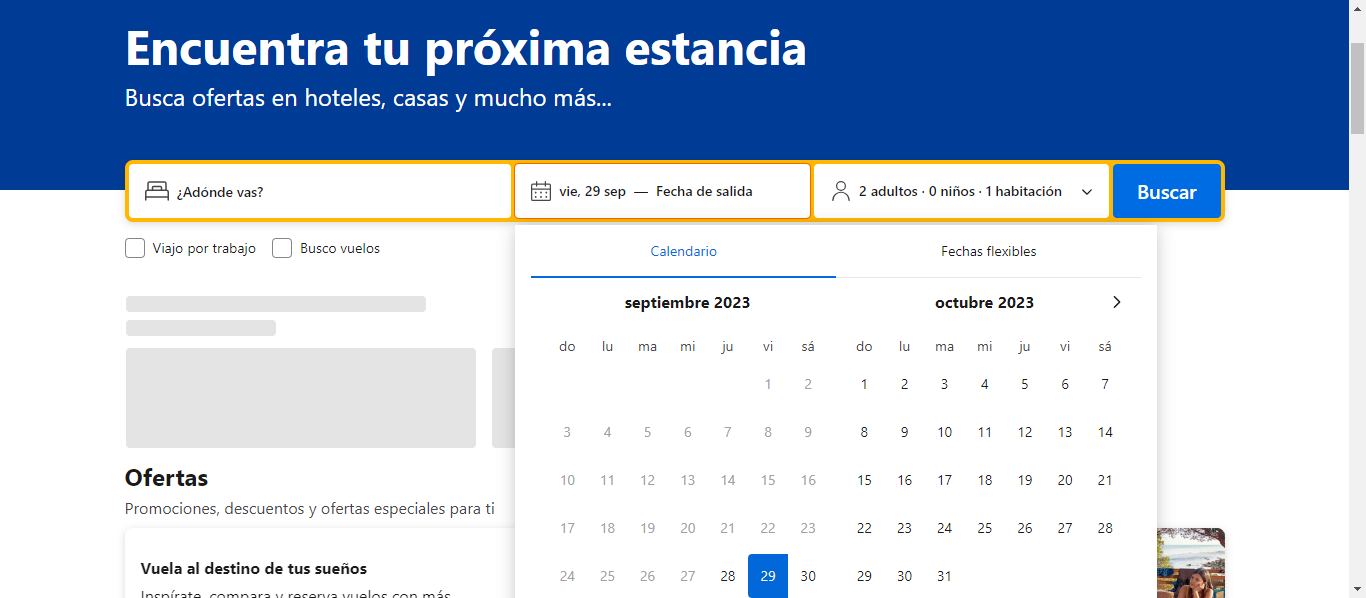 Encuentra tu próxima estancia
Busca ofertas en hoteles, casas y mucho más...
¿Adónde vas?
vie, 29 sep — Fecha de salida
2 adultos · 0 niños · 1 habitación
Buscar
Viajo por trabajo
Busco vuelos
Calendario
Fechas flexibles
septiembre 2023
do lu ma mi ju vi sá
1 2
3 4 5 6 7 8 9
10 11 12 13 14 15 16
17 18 19 20 21 22 23
24 25 26 27 28 29 30
octubre 2023
do lu ma mi ju vi sá
1 2 3 4 5 6 7
8 9 10 11 12 13 14
15 16 17 18 19 20 21
22 23 24 25 26 27 28
29 30 31
Ofertas
Promociones, descuentos y ofertas especiales para ti
Vuela al destino de tus sueños
Inspírate, compara y reserva vuelos con más